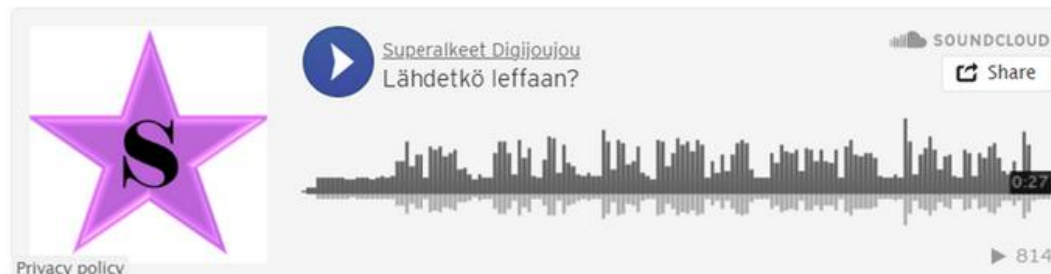 S
Superalkeet Digijoujou
Lähdetkö leffaan?
SOUNDCLOUD
Share
0:27
814
Privacy policy